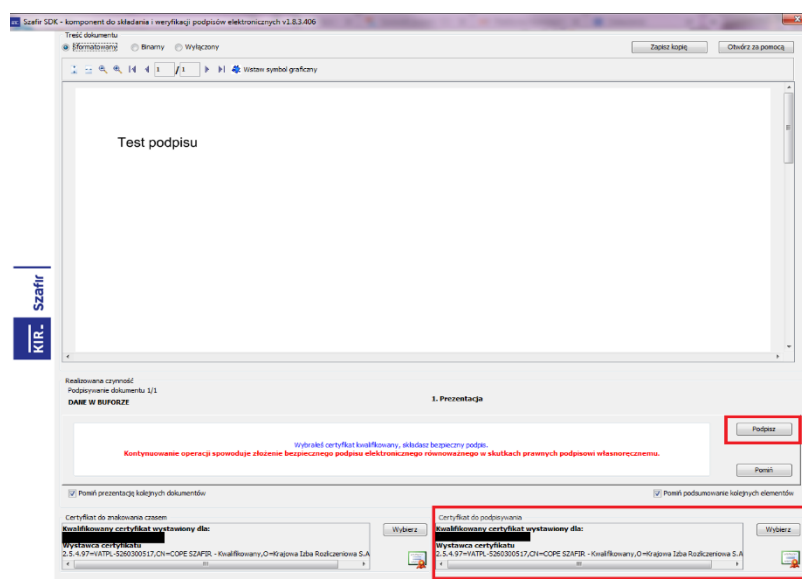 Szafir SDK - komponent do składania i weryfikacji podpisów elektronicznych v1.8.3.406
Treść dokumentu
Sformatowany Binarny Wyłączony
Zapisz kopię Otwórz za pomocą
1 / 1 Wstaw symbol graficzny
Test podpisu
KIR. Szafir
Realizowana czynność
Podpisywanie dokumentu 1/1
DANE W BUFORZE
1. Prezentacja
Podpisz
Wybrałeś certyfikat kwalifikowany, składasz bezpieczny podpis.
Kontynuowanie operacji spowoduje złożenie bezpiecznego podpisu elektronicznego równoważnego w skutkach prawnych podpisowi własnoręcznemu.
Pomiń
Pomiń prezentację kolejnych dokumentów
Pomiń podsumowanie kolejnych elementów
Certyfikat do znakowania czasem
Kwalifikowany certyfikat wystawiony dla:
Wybierz
Wystawca certyfikatu
2.5.4.97=VATPL-5260300517,CN=COPE SZAFIR - Kwalifikowany,O=Krajowa Izba Rozliczeniowa S.A
Certyfikat do podpisywania
Kwalifikowany certyfikat wystawiony dla:
Wybierz
Wystawca certyfikatu
2.5.4.97=VATPL-5260300517,CN=COPE SZAFIR - Kwalifikowany,O=Krajowa Izba Rozliczeniowa S.A